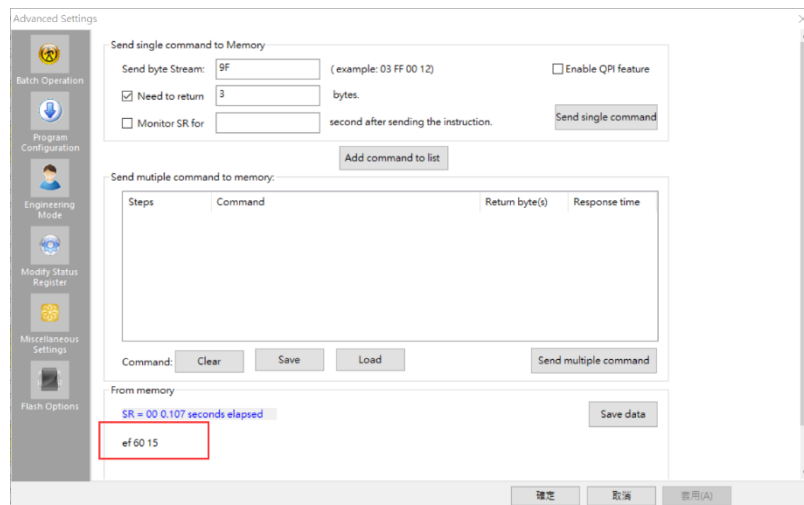 Advanced Settings
Batch Operation
Program
Configuration
Engineering
Mode
Modify Status
Register
Miscellaneous
Settings
Flash Options
Send single command to Memory
Send byte Stream: 9F ( example: 03 FF 00 12) Enable QPI feature
Need to return 3 bytes.
Monitor SR for second after sending the instruction. Send single command
Add command to list
Send mutiple command to memory:
Steps Command Return byte(s) Response time
Command: Clear Save Load Send multiple command
From memory
SR = 00 0.107 seconds elapsed Save data
ef 60 15
確定 取消 套用(A)